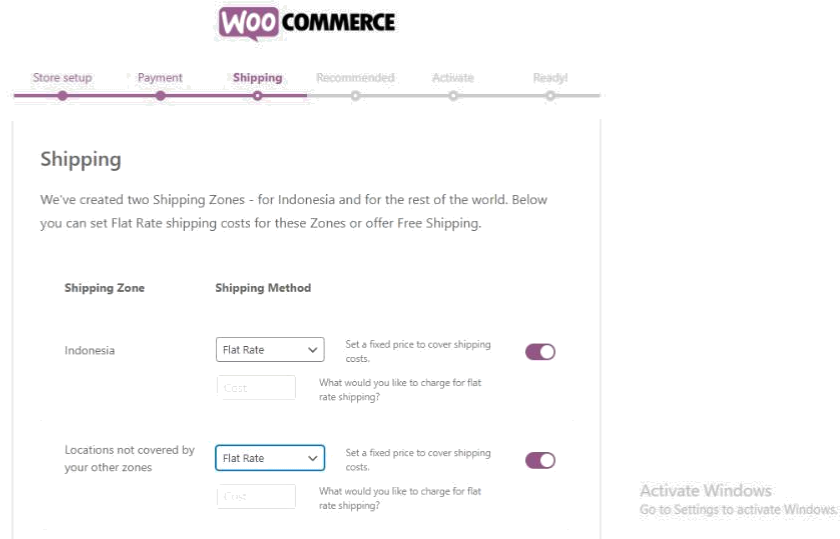 WOO COMMERCE
Store setup Payment Shipping Recommended Activate Ready!
Shipping
We've created two Shipping Zones - for Indonesia and for the rest of the world. Below
you can set Flat Rate shipping costs for these Zones or offer Free Shipping.
Shipping Zone Shipping Method
Indonesia
Flat Rate
Set a fixed price to cover shipping
costs.
Cost
What would you like to charge for flat
rate shipping?
Locations not covered by
your other zones
Flat Rate
Set a fixed price to cover shipping
costs.
Cost
What would you like to charge for flat
rate shipping?
Activate Windows
Go to Settings to activate Windows.